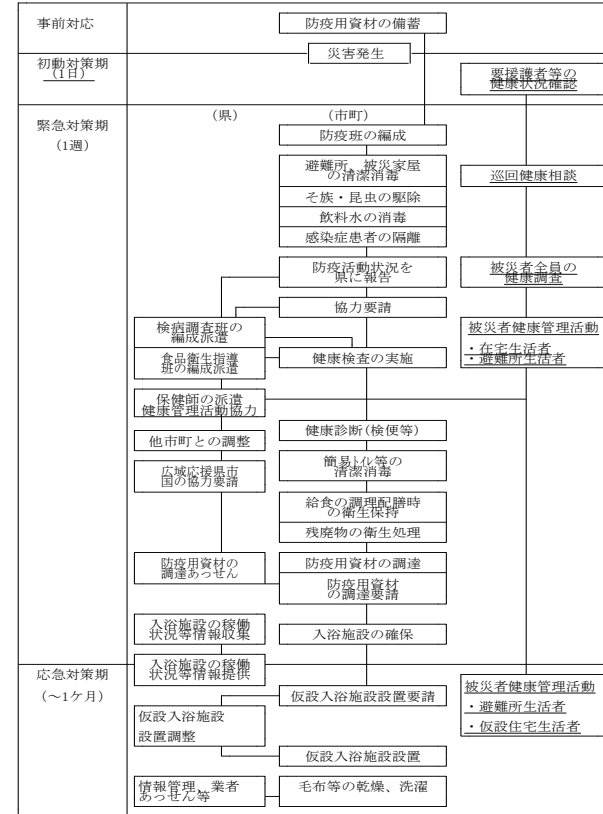 事前対応
防疫用資材の備蓄
災害発生
初動対策期
(1日)
要援護者等の
健康状況確認
緊急対策期
(1週)
(県)
(市町)
防疫班の編成
避難所、被災家屋
の清潔消毒
そ族・昆虫の駆除
飲料水の消毒
感染症患者の隔離
巡回健康相談
防疫活動状況を
県に報告
被災者全員の
健康調査
協力要請
検病調査班の
編成派遣
食品衛生指導
班の編成派遣
健康検査の実施
被災者健康管理活動
・在宅生活者
・避難所生活者
保健師の派遣
健康管理活動協力
健康診断(検便等)
他市町との調整
簡易トイレ等の
清潔消毒
広域応援県市
国の協力要請
給食の調理配膳時
の衛生保持
残廃物の衛生処理
防疫用資材の
調達あっせん
防疫用資材の調達
防疫用資材
の調達要請
入浴施設の稼働
状況等情報収集
入浴施設の確保
応急対策期
(～1ケ月)
入浴施設の稼働
状況等情報提供
仮設入浴施設設置要請
被災者健康管理活動
・避難所生活者
・仮設住宅生活者
仮設入浴施設
設置調整
仮設入浴施設設置
情報管理、業者
あっせん等
毛布等の乾燥、洗濯